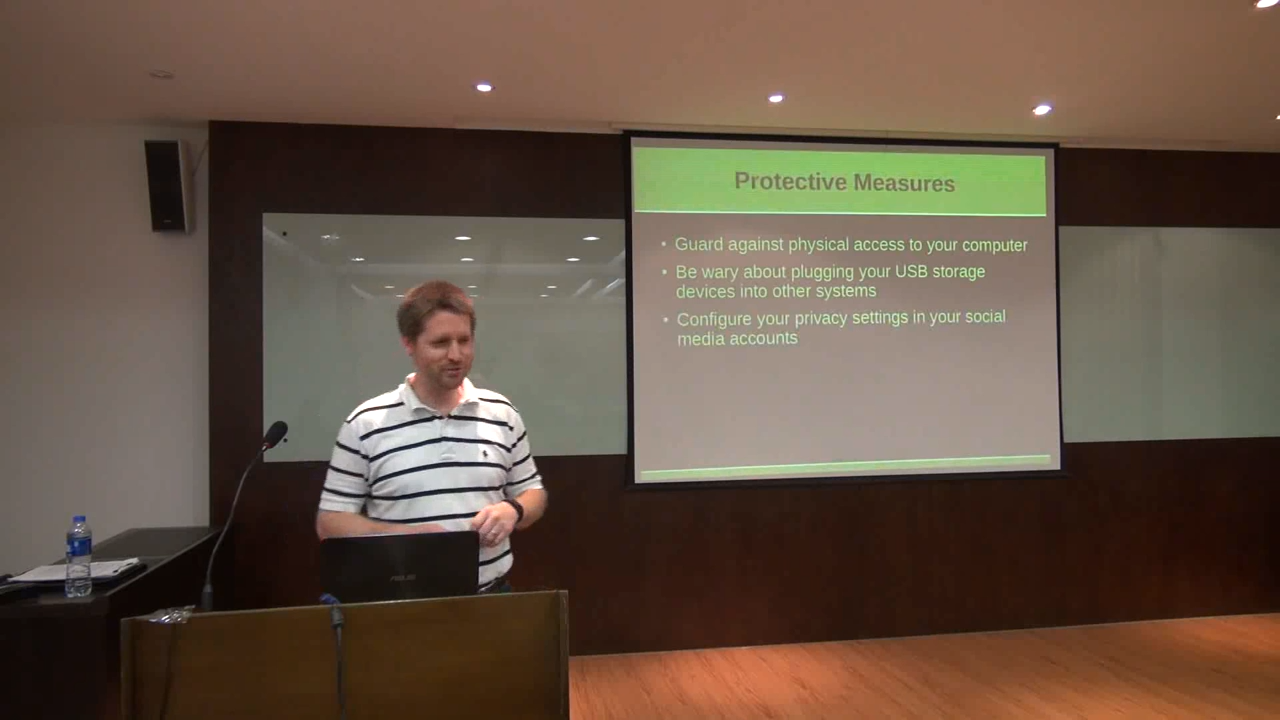 Protective Measures
• Guard against physical access to your computer
• Be wary about plugging your USB storage
devices into other systems
• Configure your privacy settings in your social
media accounts
ASUS